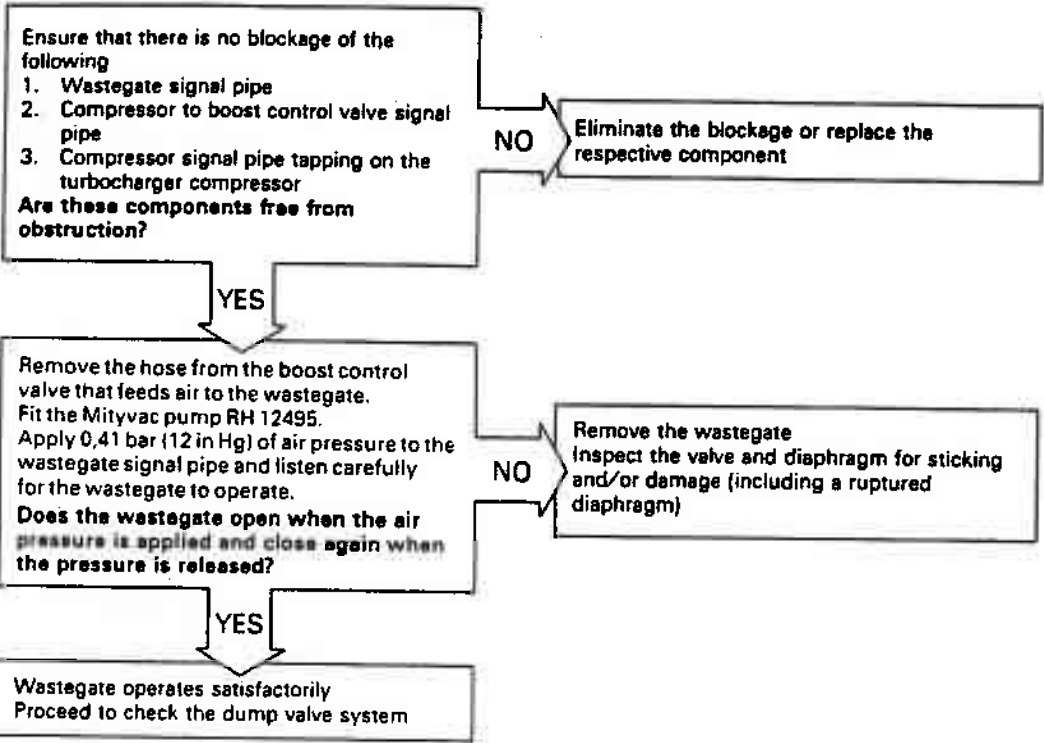 Ensure that there is no blockage of the
following
1. Wastegate signal pipe
2. Compressor to boost control valve signal
pipe
3. Compressor signal pipe tapping on the
turbocharger compressor
Are these components free from
obstruction?
NO
Eliminate the blockage or replace the
respective component
YES
Remove the hose from the boost control
valve that feeds air to the wastegate.
Fit the Mityvac pump RH 12495.
Apply 0,41 bar (12 in Hg) of air pressure to the
wastegate signal pipe and listen carefully
for the wastegate to operate.
Does the wastegate open when the air
pressure is applied and close again when
the pressure is released?
NO
Remove the wastegate
Inspect the valve and diaphragm for sticking
and/or damage (including a ruptured
diaphragm)
YES
Wastegate operates satisfactorily
Proceed to check the dump valve system